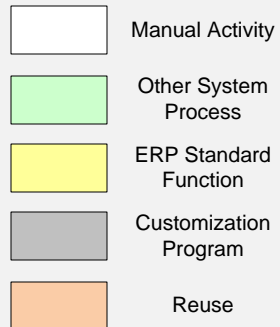 Manual Activity
Other System
Process
ERP Standard
Function
Customization
Program
Reuse